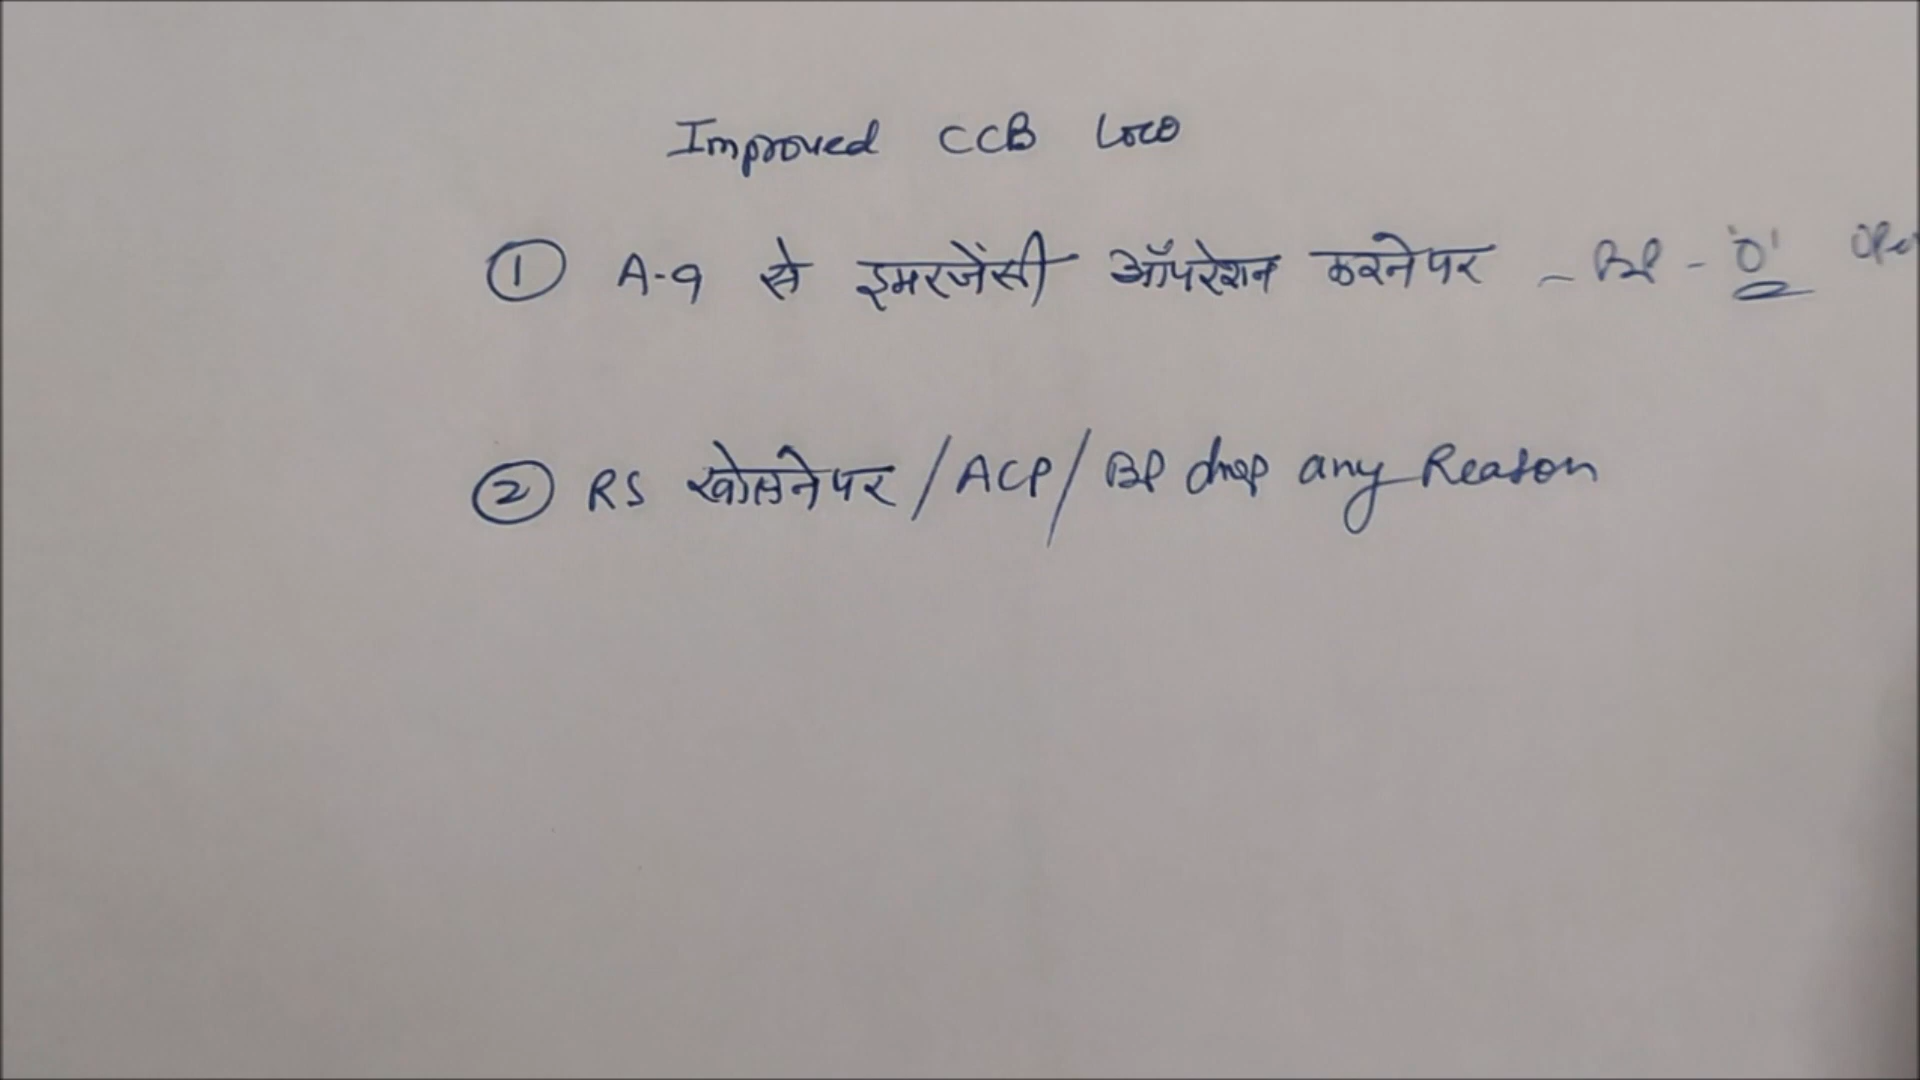 Improved CCB Loco
① A-9 से इमरजेंसी ऑपरेशन करने पर - BP - '0'
② RS खोलने पर / ACP / BP drop any Reason